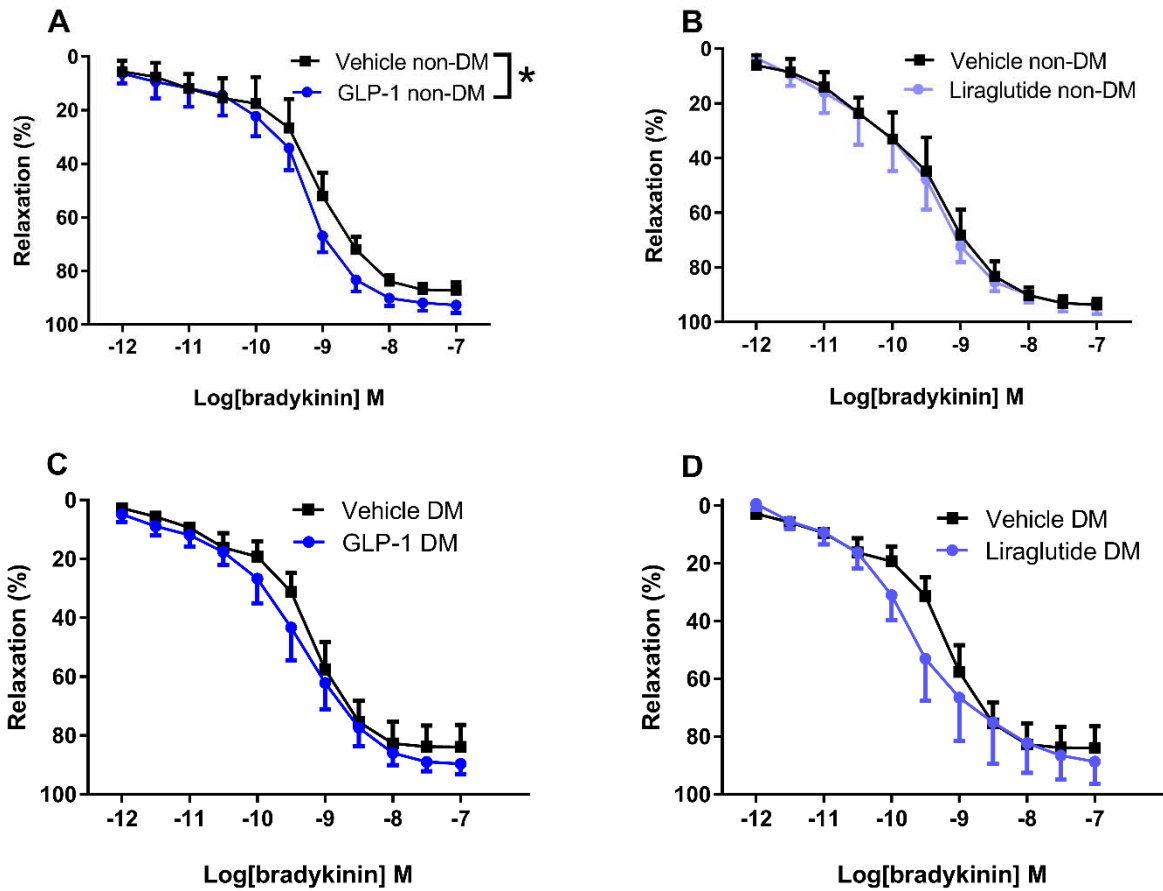 A
Vehicle non-DM
GLP-1 non-DM
*
0
20
40
60
80
100
Relaxation (%)
-12 -11 -10 -9 -8 -7
Log[bradykinin] M
B
Vehicle non-DM
Liraglutide non-DM
0
20
40
60
80
100
Relaxation (%)
-12 -11 -10 -9 -8 -7
Log[bradykinin] M
C
Vehicle DM
GLP-1 DM
0
20
40
60
80
100
Relaxation (%)
-12 -11 -10 -9 -8 -7
Log[bradykinin] M
D
Vehicle DM
Liraglutide DM
0
20
40
60
80
100
Relaxation (%)
-12 -11 -10 -9 -8 -7
Log[bradykinin] M